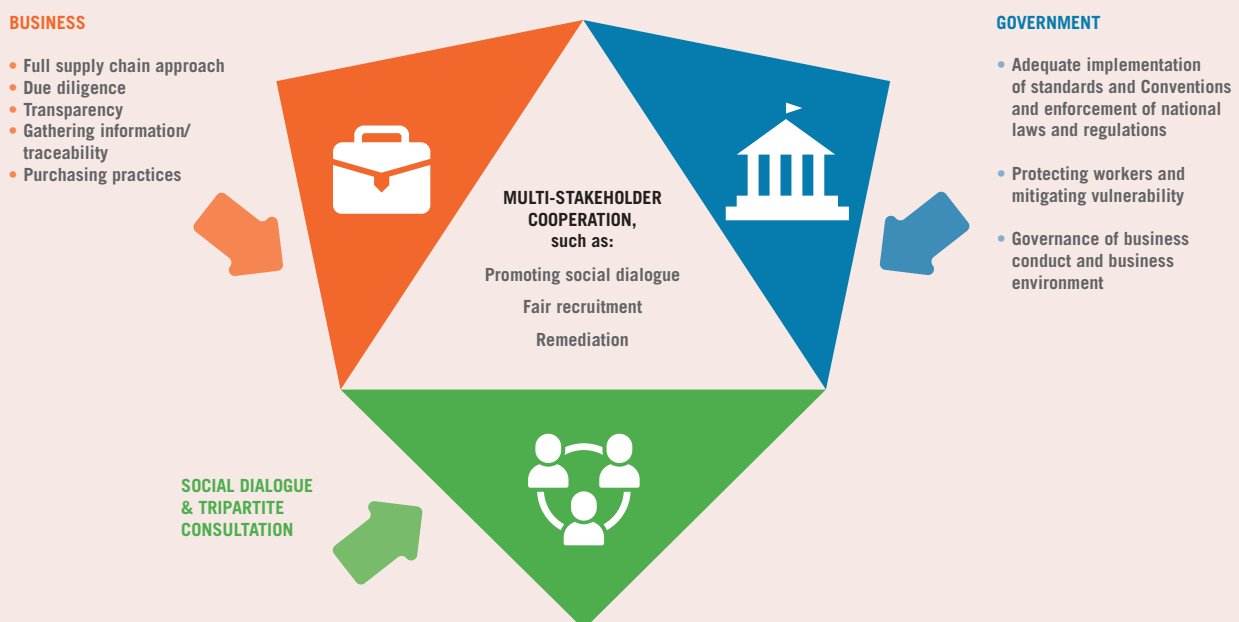 BUSINESS
• Full supply chain approach
• Due diligence
• Transparency
• Gathering information/
traceability
• Purchasing practices
MULTI-STAKEHOLDER
COOPERATION,
such as:
Promoting social dialogue
Fair recruitment
Remediation
GOVERNMENT
• Adequate implementation
of standards and Conventions
and enforcement of national
laws and regulations
• Protecting workers and
mitigating vulnerability
• Governance of business
conduct and business
environment
SOCIAL DIALOGUE
& TRIPARTITE
CONSULTATION